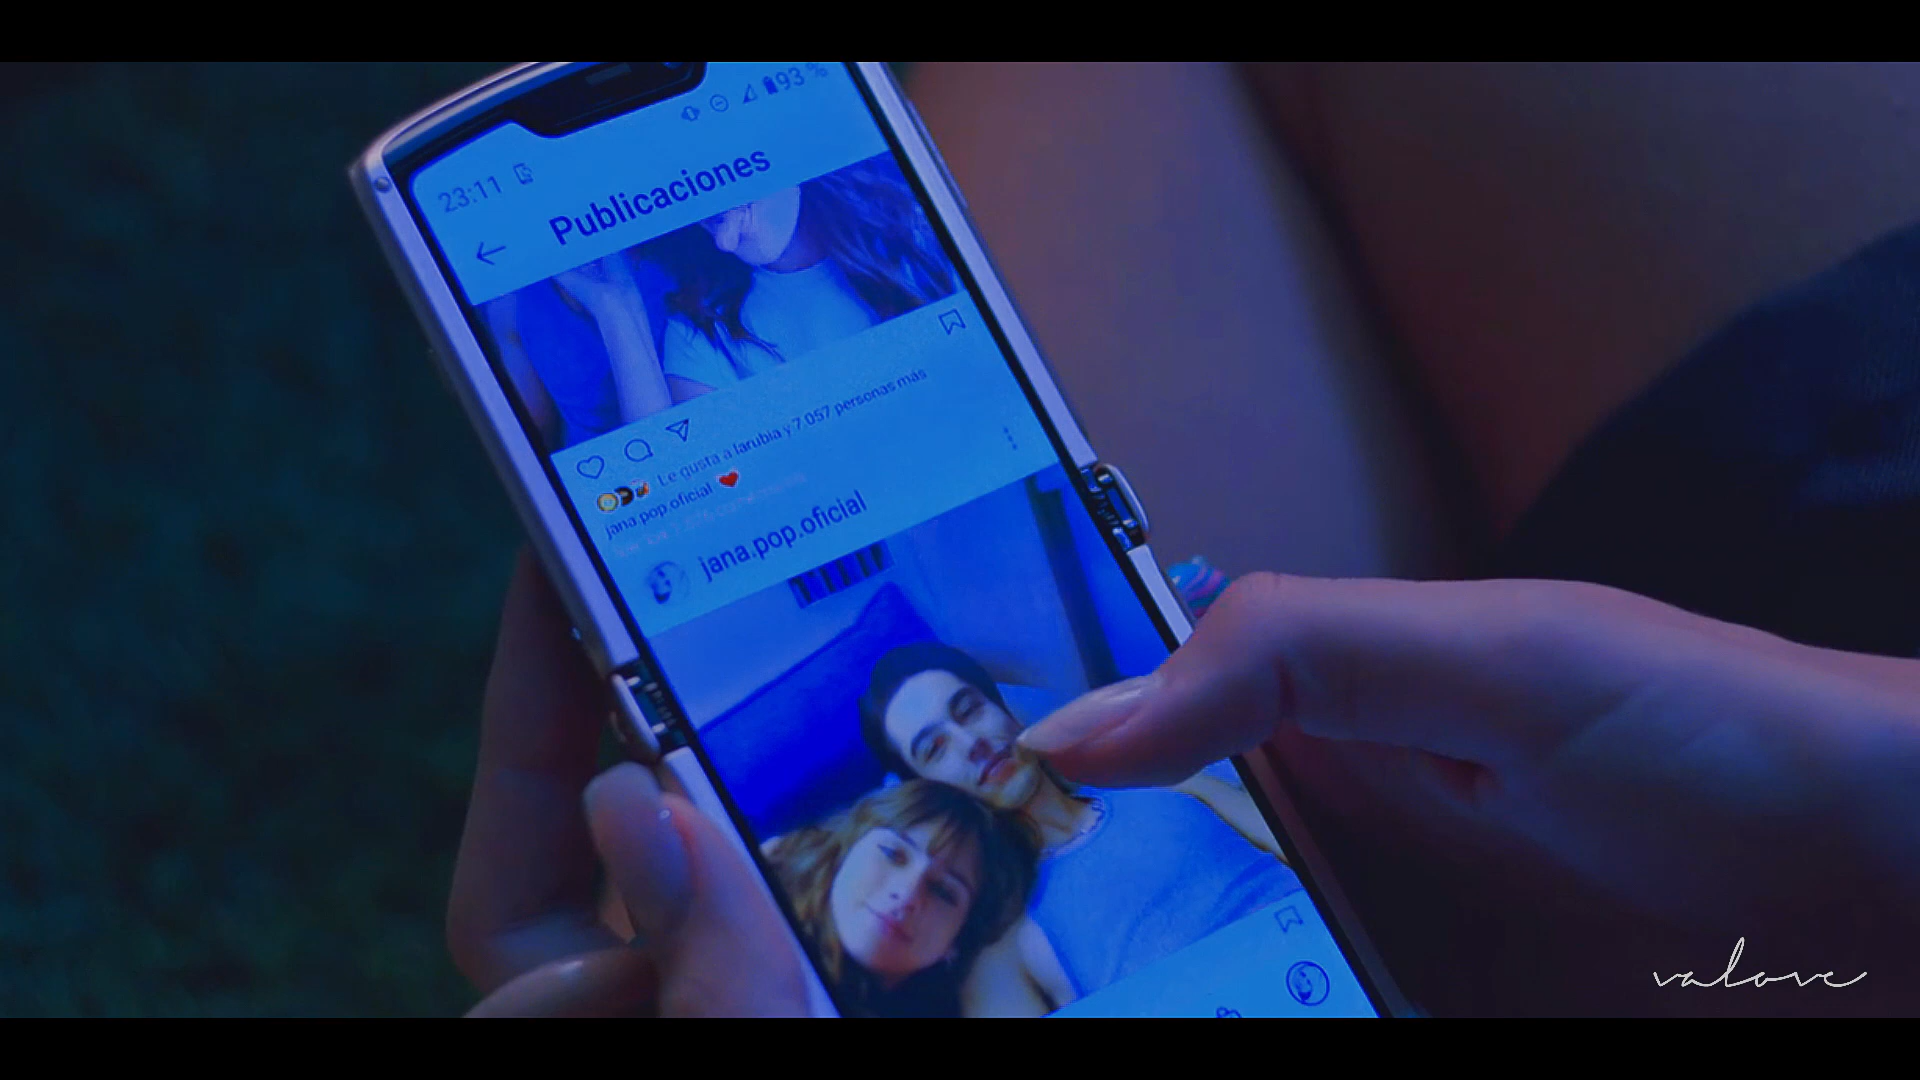 23:11
93 %
Publicaciones
Le gusta a larubia y 7.057 personas más
jana.pop.oficial ❤️
jana.pop.oficial
valove